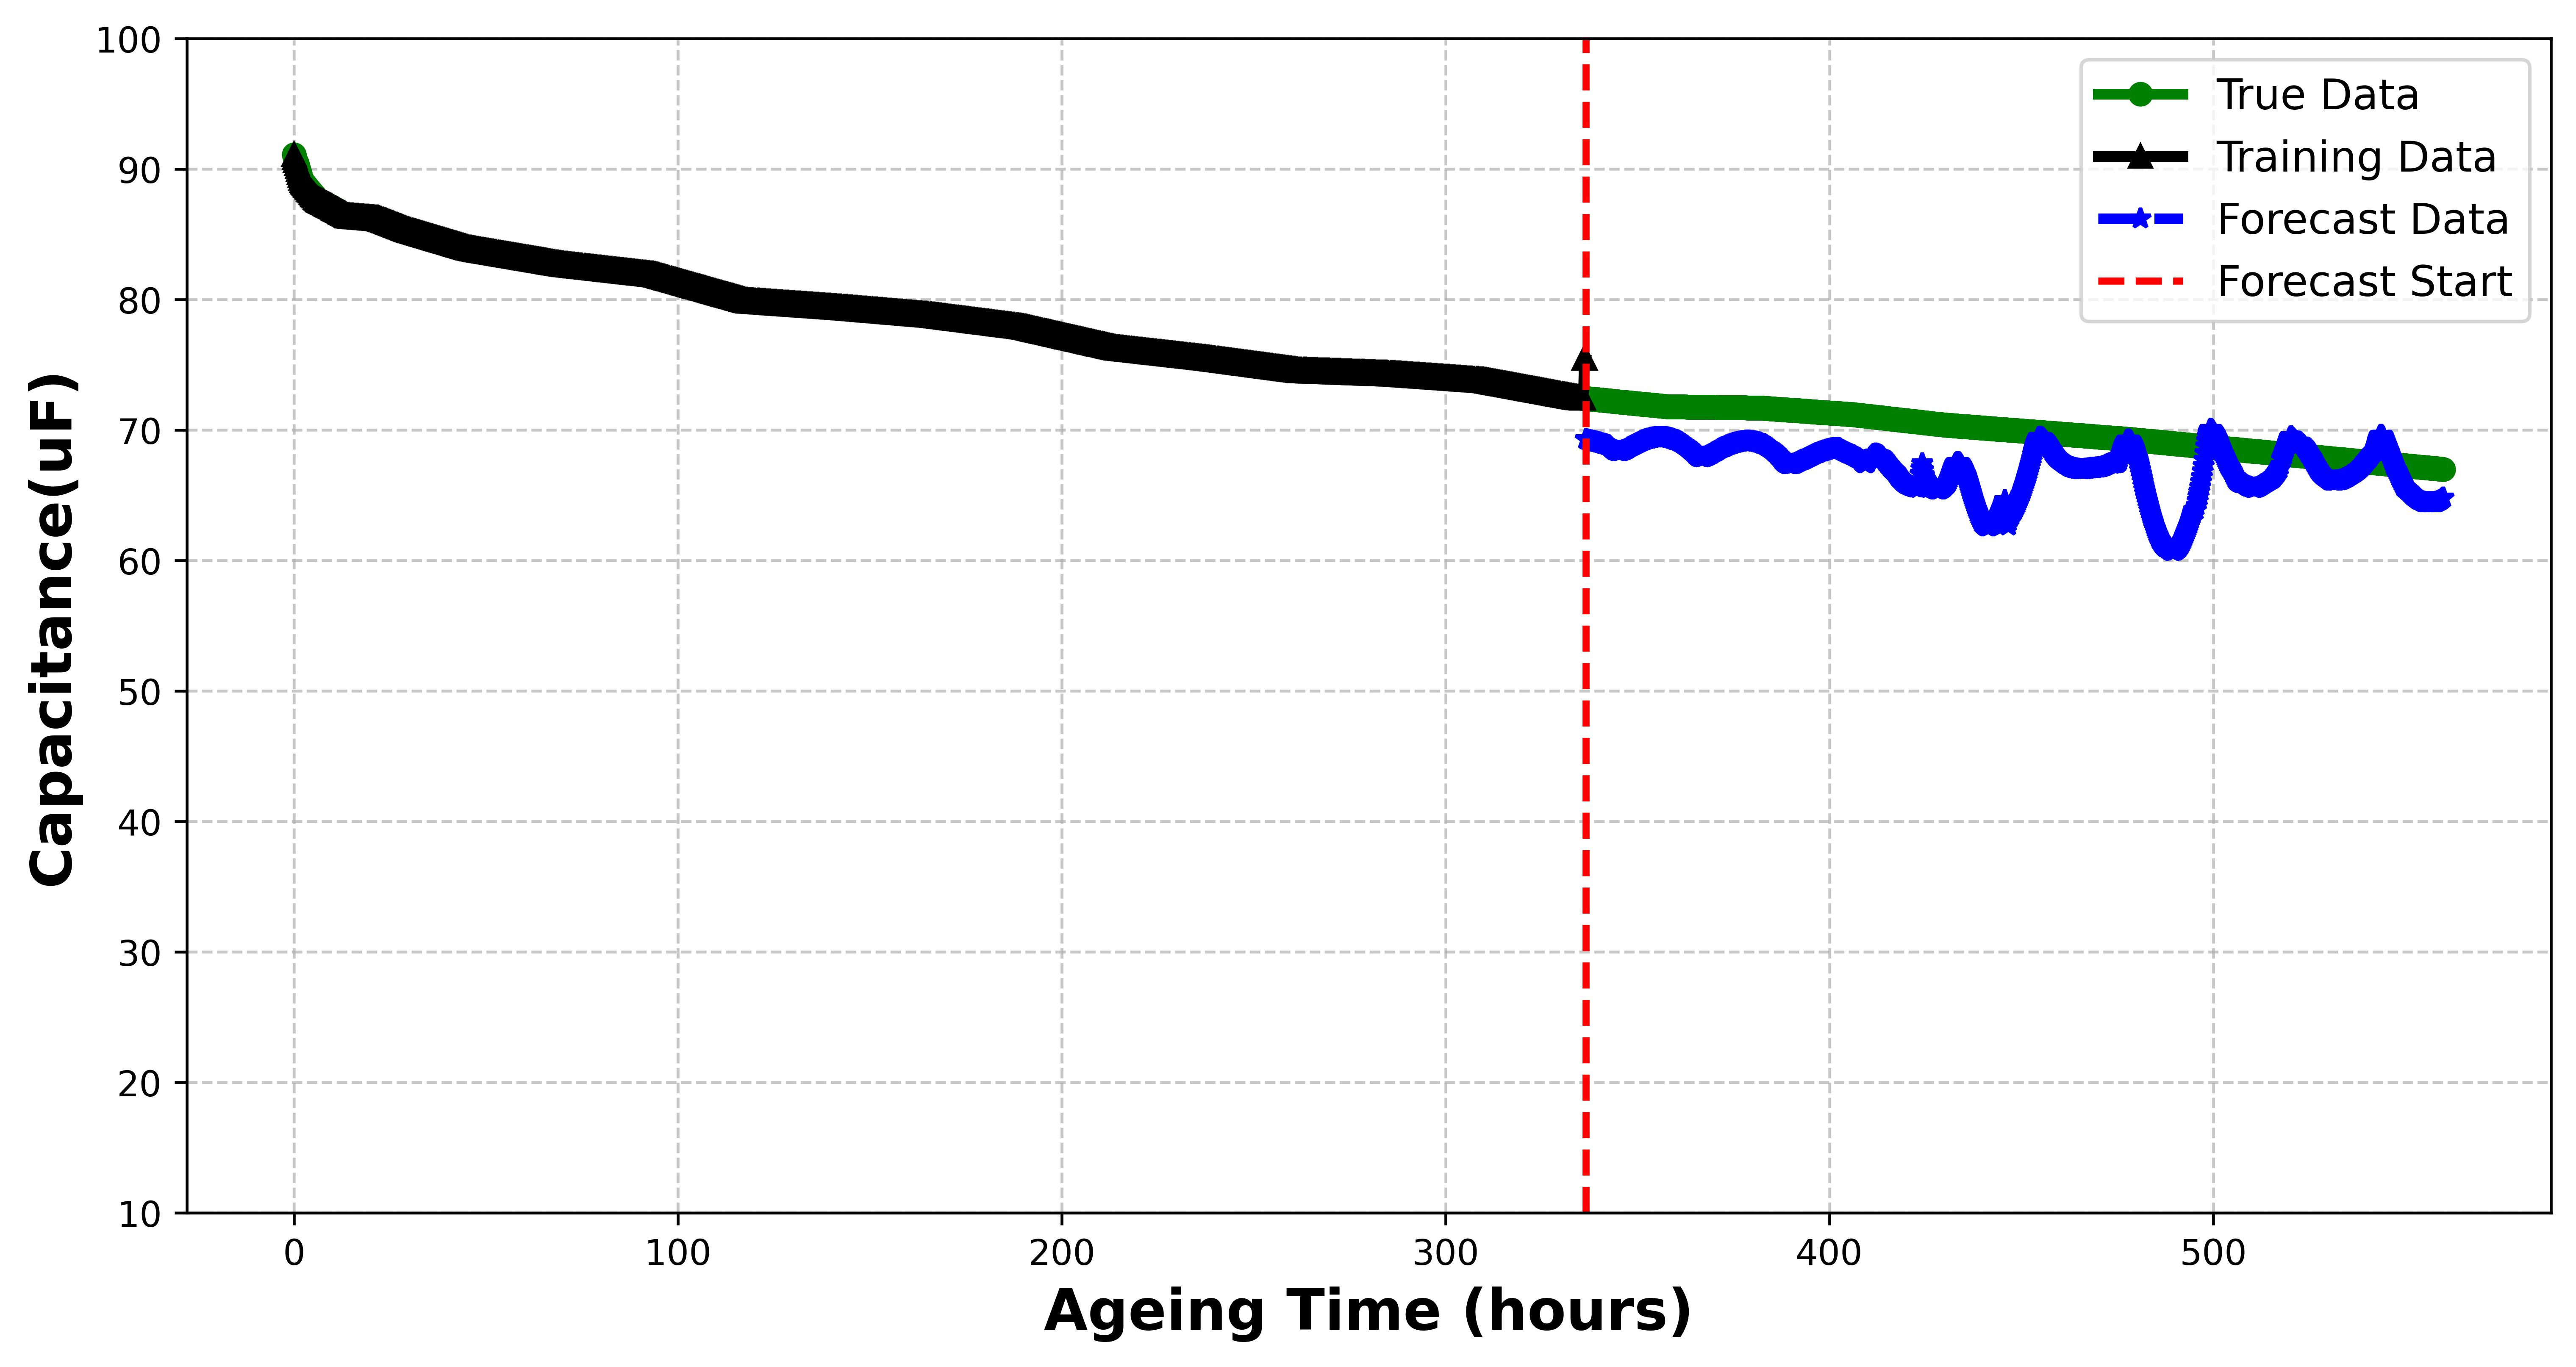 Capacitance(uF)
100
90
80
70
60
50
40
30
20
10
True Data
Training Data
Forecast Data
Forecast Start
0 100 200 300 400 500
Ageing Time (hours)